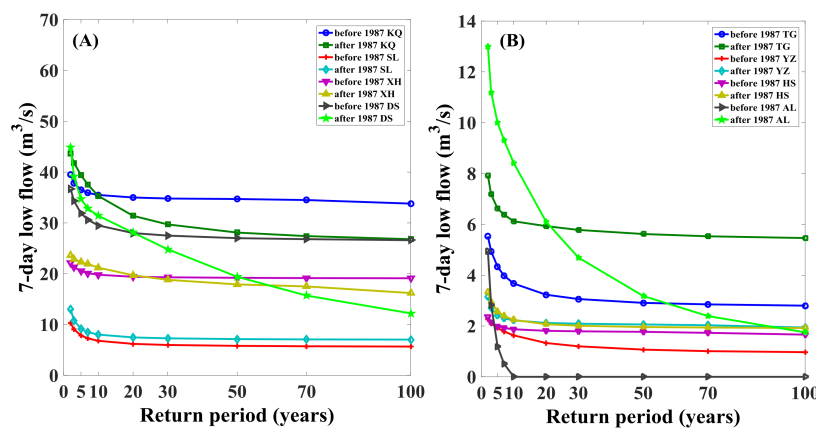 (A)
before 1987 KQ
after 1987 KQ
before 1987 SL
after 1987 SL
before 1987 XH
after 1987 XH
before 1987 DS
after 1987 DS
7-day low flow (m³/s)
70
60
50
40
30
20
10
0
0 5 10 20 30 50 70 100
Return period (years)
(B)
before 1987 TG
after 1987 TG
before 1987 YZ
after 1987 YZ
before 1987 HS
after 1987 HS
before 1987 AL
after 1987 AL
7-day low flow (m³/s)
14
12
10
8
6
4
2
0
0 5 10 20 30 50 70 100
Return period (years)